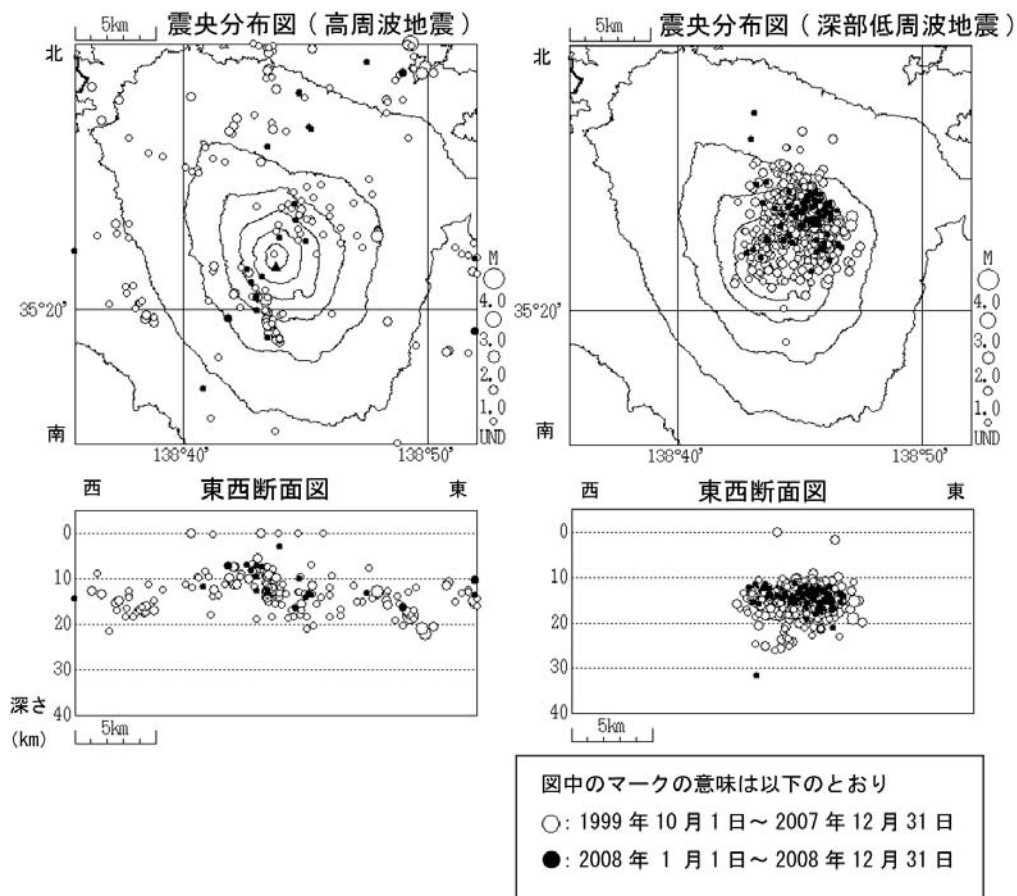 5km
震央分布図（高周波地震）
北
35°20'
南
138°40'
138°50'
M
4.0
3.0
2.0
1.0
UND
5km
震央分布図（深部低周波地震）
北
35°20'
南
138°40'
138°50'
M
4.0
3.0
2.0
1.0
UND
西 東西断面図 東
0
10
20
30
40
深さ
(km)
5km
西 東西断面図 東
0
10
20
30
40
5km
図中のマークの意味は以下のとおり
○：1999 年 10 月 1 日～ 2007 年 12 月 31 日
●：2008 年 1 月 1 日～ 2008 年 12 月 31 日